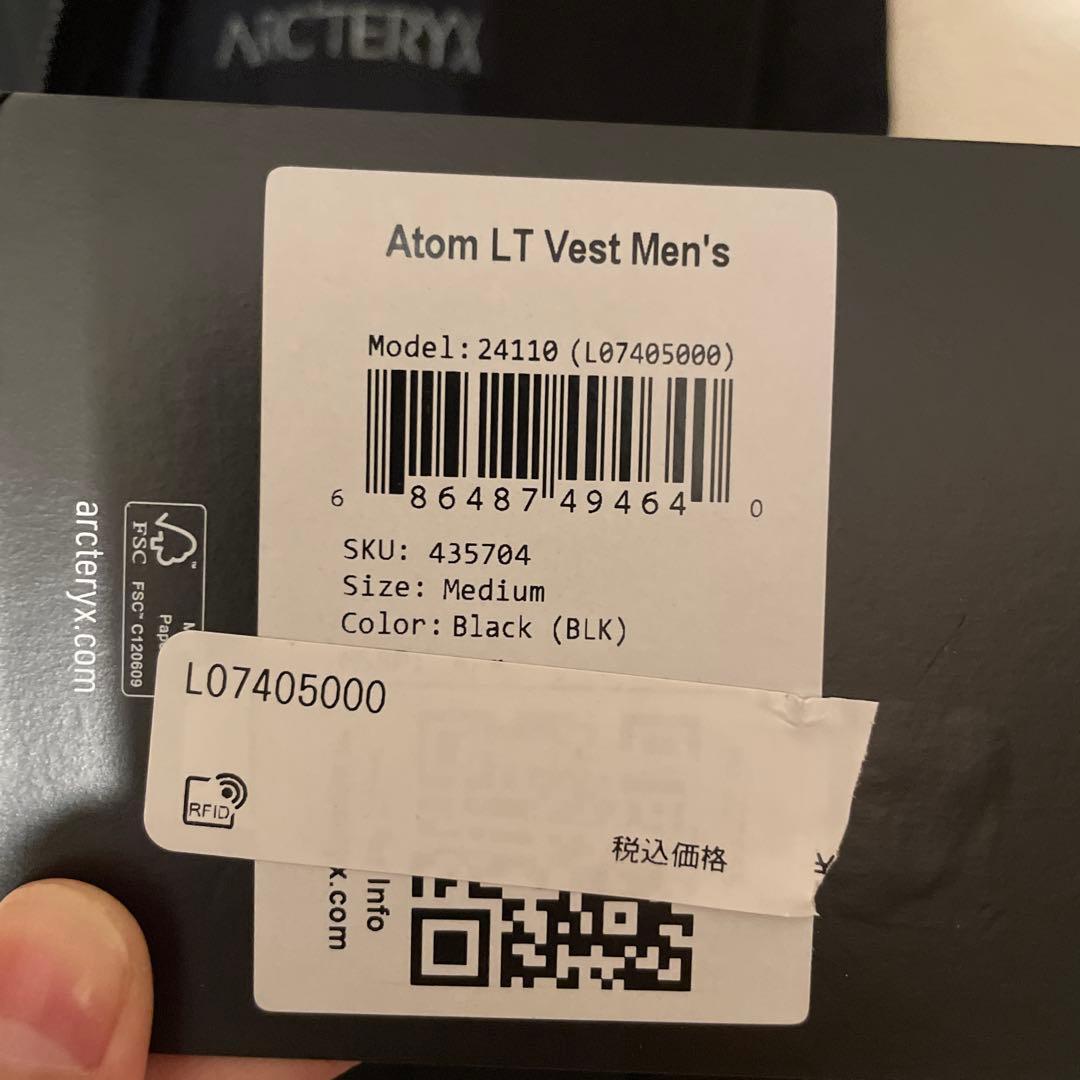 ARCTERYX
Atom LT Vest Men's
Model: 24110 (L07405000)
6 86487 49464 0
SKU: 435704
Size: Medium
Color: Black (BLK)
arcteryx.com
FSC
FSC™ C120609
L07405000
RFID
税込価格
Info
x.com